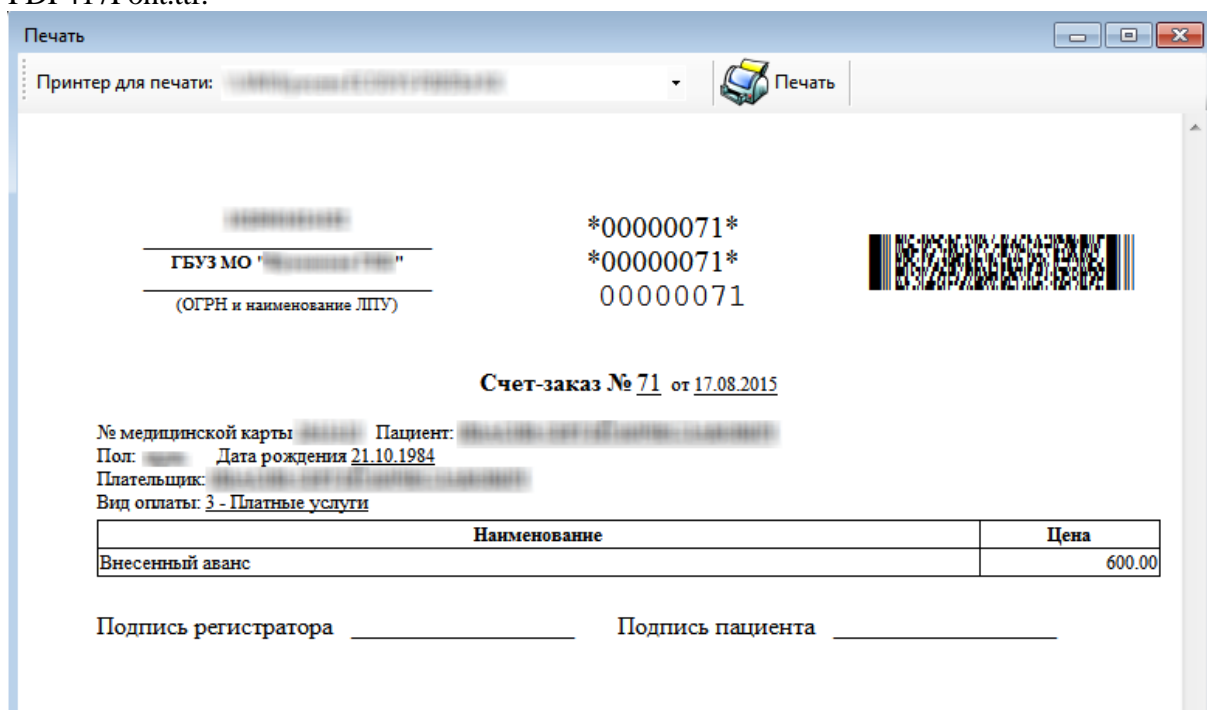 Печать
Принтер для печати:
Печать
*00000071*
ГБУЗ МО " "
*00000071*
(ОГРН и наименование ЛПУ)
00000071
Счет-заказ № 71 от 17.08.2015
№ медицинской карты Пациент:
Пол: Дата рождения 21.10.1984
Плательщик:
Вид оплаты: 3 - Платные услуги
Наименование Цена
Внесенный аванс 600.00
Подпись регистратора Подпись пациента